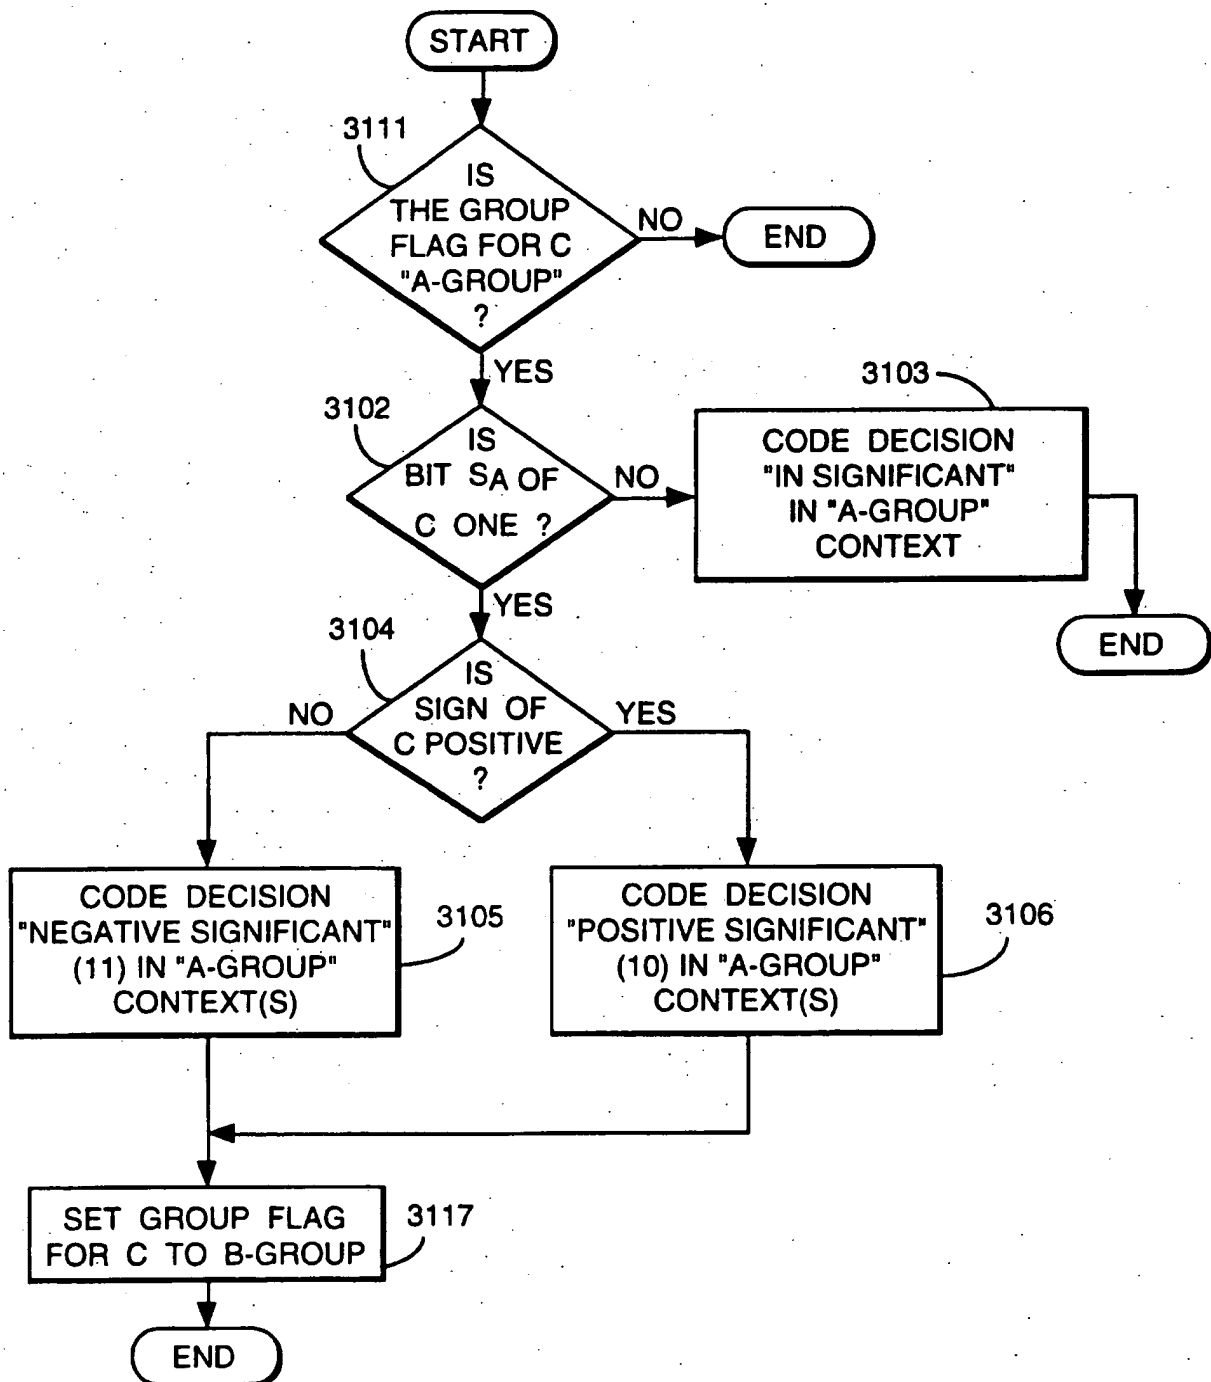 START
3111
IS
THE GROUP
FLAG FOR C
"A-GROUP"
?
NO
END
YES
3102
IS
BIT SA OF
C ONE ?
NO
3103
CODE DECISION
"IN SIGNIFICANT"
IN "A-GROUP"
CONTEXT
END
YES
3104
IS
SIGN OF
C POSITIVE
?
NO
YES
CODE DECISION
"NEGATIVE SIGNIFICANT"
(11) IN "A-GROUP"
CONTEXT(S)
3105
CODE DECISION
"POSITIVE SIGNIFICANT"
(10) IN "A-GROUP"
CONTEXT(S)
3106
SET GROUP FLAG
FOR C TO B-GROUP
3117
END